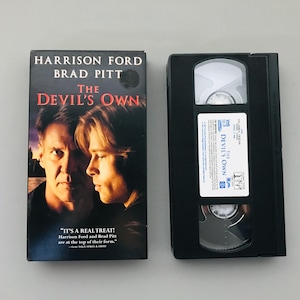 HARRISON FORD
BRAD PITT
THE
DEVIL'S OWN
"IT'S A REAL TREAT!
Harrison Ford and Brad Pitt
are at the top of their form."
THE
DEVIL'S OWN